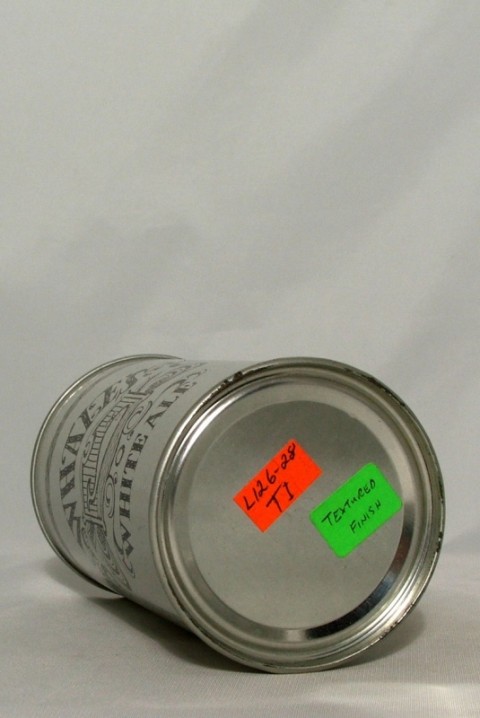 WHITE ALE
L126-28
TI
TEXTURED
FINISH